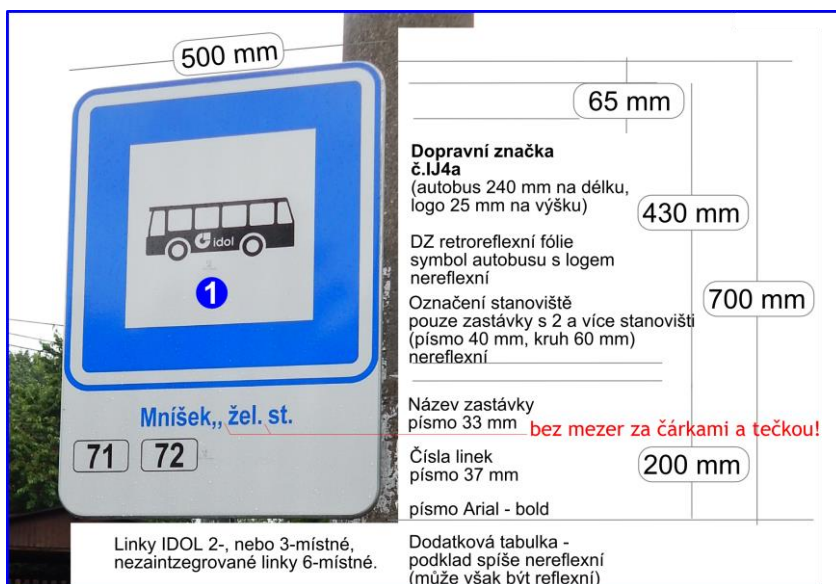 500 mm
65 mm
Dopravní značka
č.IJ4a
(autobus 240 mm na délku,
logo 25 mm na výšku)
430 mm
idol
DZ retroreflexní fólie
symbol autobusu s logem
nereflexní
1
700 mm
Označení stanoviště
pouze zastávky s 2 a více stanovišti
(písmo 40 mm, kruh 60 mm)
nereflexní
Mníšek,, žel. st.
Název zastávky
písmo 33 mm
bez mezer za čárkami a tečkou!
71 72
Čísla linek
písmo 37 mm
200 mm
písmo Arial - bold
Linky IDOL 2-, nebo 3-místné,
nezaintzegrované linky 6-místné.
Dodatková tabulka -
podklad spíše nereflexní
(může však být reflexní)